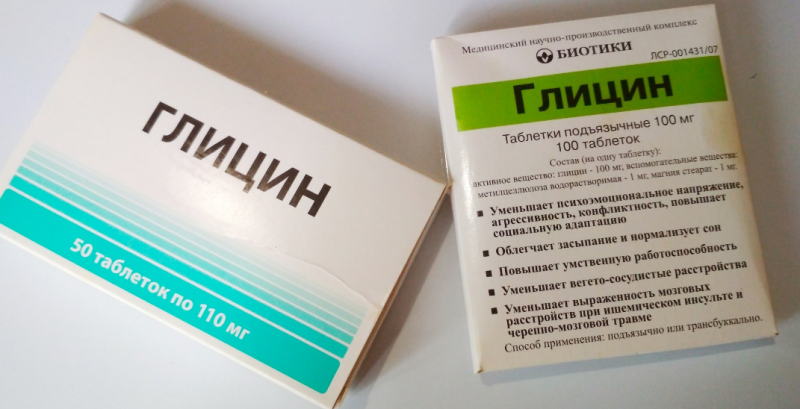 ГЛИЦИН
50 таблеток по 110 мг
Медицинский научно-производственный комплекс
БИОТИКИ
ЛСР-001431/07
Глицин
Таблетки подъязычные 100 мг
100 таблеток
Состав (на одну таблетку):
активное вещество: глицин - 100 мг, вспомогательные вещества:
метилцеллюлоза водорастворимая - 1 мг, магния стеарат - 1 мг.
▪ Уменьшает психоэмоциональное напряжение,
агрессивность, конфликтность, повышает
социальную адаптацию
▪ Облегчает засыпание и нормализует сон
▪ Повышает умственную работоспособность
▪ Уменьшает вегето-сосудистые расстройства
▪ Уменьшает выраженность мозговых
расстройств при ишемическом инсульте и
черепно-мозговой травме
Способ применения: подъязычно или трансбуккально.